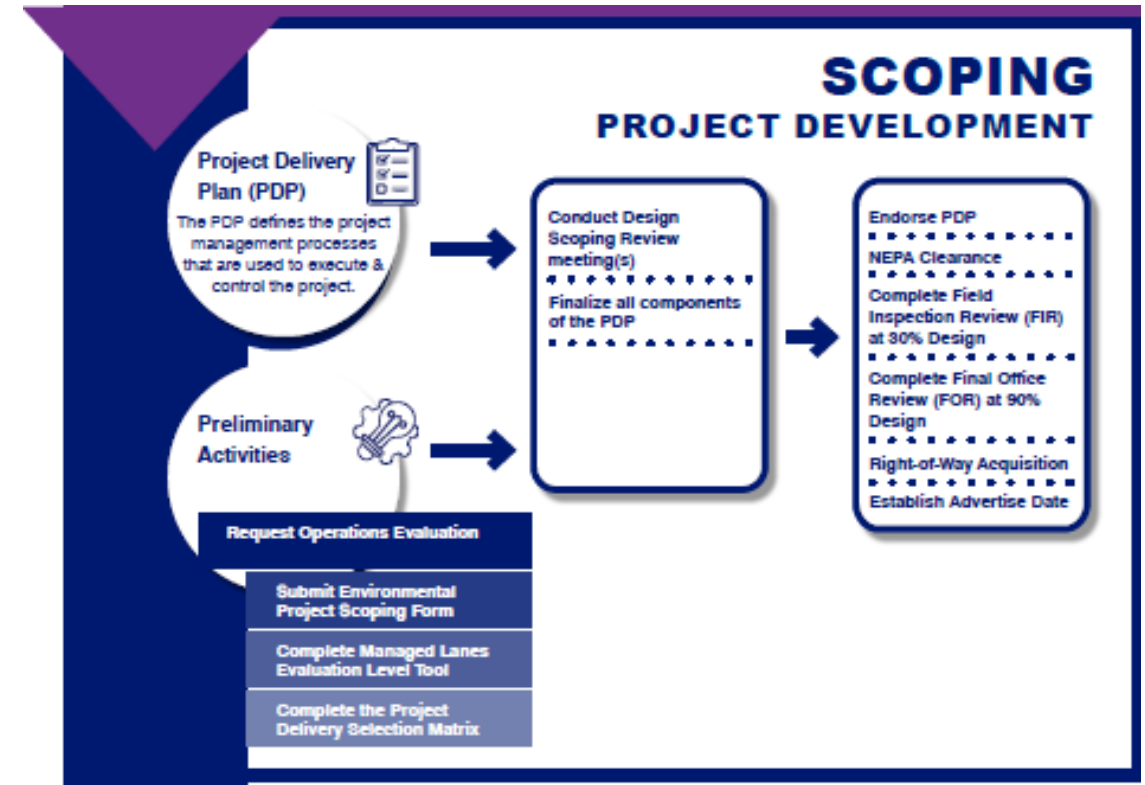 SCOPING
PROJECT DEVELOPMENT
Project Delivery
Plan (PDP)
The PDP defines the project
management processes
that are used to execute &
control the project.
Preliminary
Activities
Request Operations Evaluation
Submit Environmental
Project Scoping Form
Complete Managed Lanes
Evaluation Level Tool
Complete the Project
Delivery Selection Matrix
Conduct Design
Scoping Review
meeting(s)
Finalize all components
of the PDP
Endorse PDP
NEPA Clearance
Complete Field
Inspection Review (FIR)
at 30% Design
Complete Final Office
Review (FOR) at 90%
Design
Right-of-Way Acquisition
Establish Advertise Date